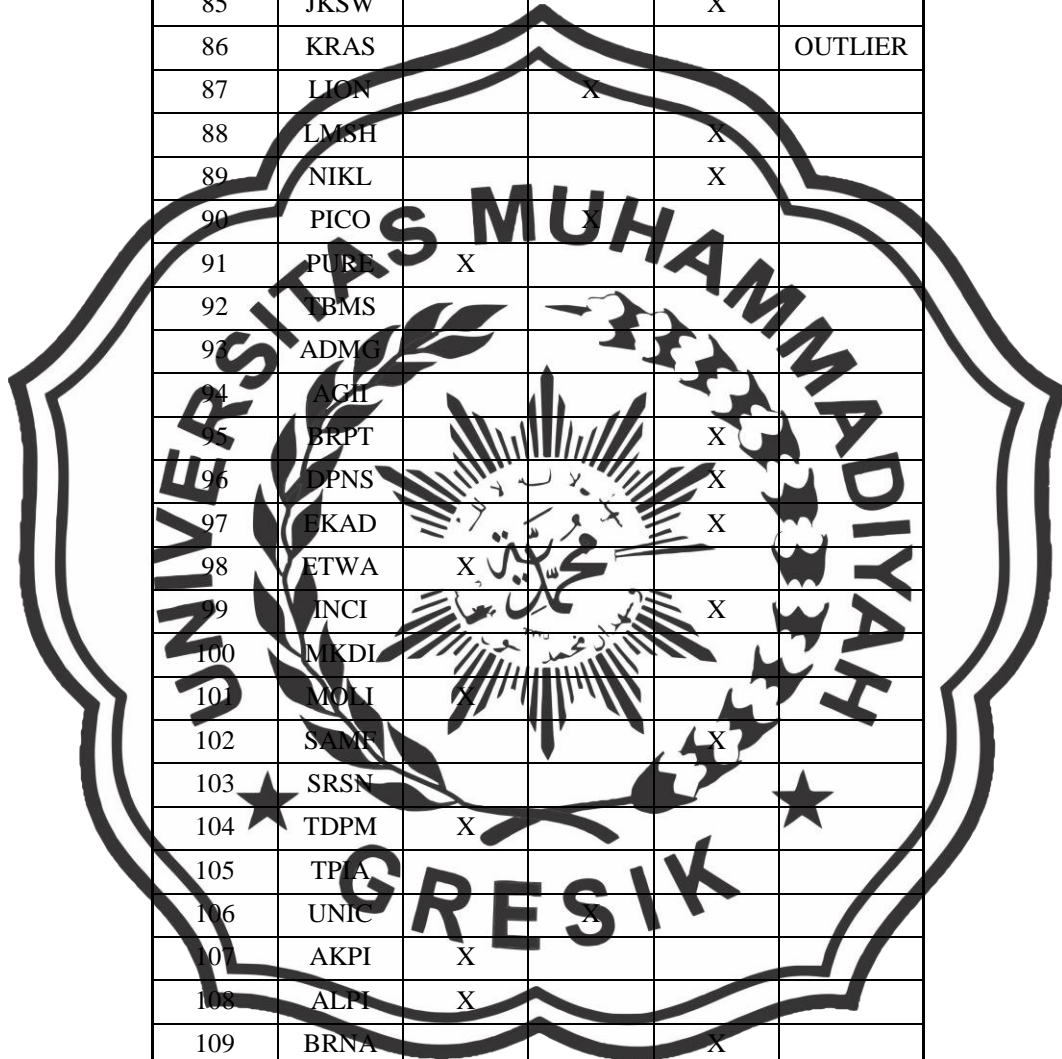 85 JKSW X
86 KRAS OUTLIER
87 LION X
88 LMSH X
89 NIKL X
90 PICO X
91 PURE X
92 TBMS
93 ADMG
94 AGII
95 BRPT X
96 DPNS X
97 EKAD X
98 ETWA X
99 INCI X
100 MKDI
101 MOLI X
102 SAMF X
103 SRSN
104 TDPM X
105 TPIA
106 UNIC X
107 AKPI X
108 ALPI X
109 BRNA X
UNIVERSITAS MUHAMMADIYAH
GRESIK
محمدية